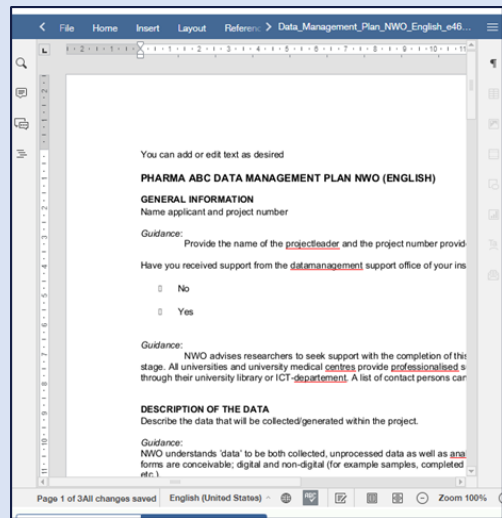 File Home Insert Layout Referenc Data_Management_Plan_NWO_English_e46...
You can add or edit text as desired
PHARMA ABC DATA MANAGEMENT PLAN NWO (ENGLISH)
GENERAL INFORMATION
Name applicant and project number
Guidance:
Provide the name of the projectleader and the project number provid
Have you received support from the datamanagement support office of your ins
No
Yes
Guidance:
NWO advises researchers to seek support with the completion of this
stage. All universities and university medical centres provide professionalised s
through their university library or ICT-departement. A list of contact persons can
DESCRIPTION OF THE DATA
Describe the data that will be collected/generated within the project.
Guidance:
NWO understands 'data' to be both collected, unprocessed data as well as ana
forms are conceivable; digital and non-digital (for example samples, completed
etc.)
Page 1 of 3 All changes saved English (United States) Zoom 100%